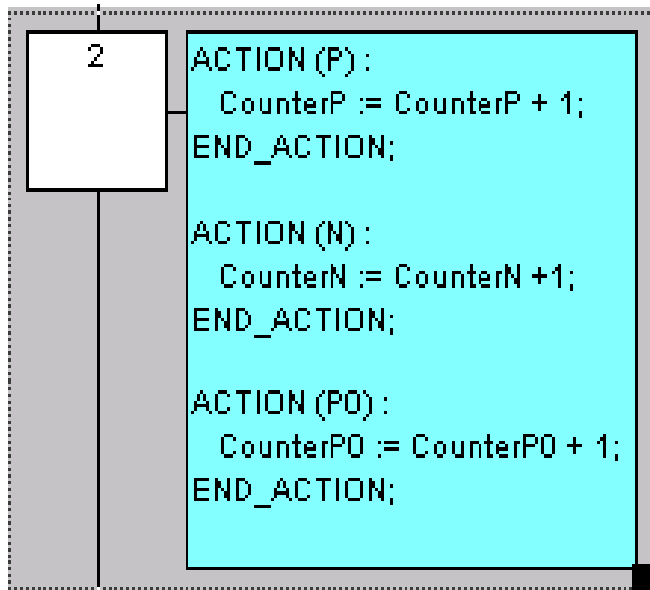 2
ACTION (P) :
CounterP := CounterP + 1;
END_ACTION;
ACTION (N) :
CounterN := CounterN +1;
END_ACTION;
ACTION (P0) :
CounterP0 := CounterP0 + 1;
END_ACTION;